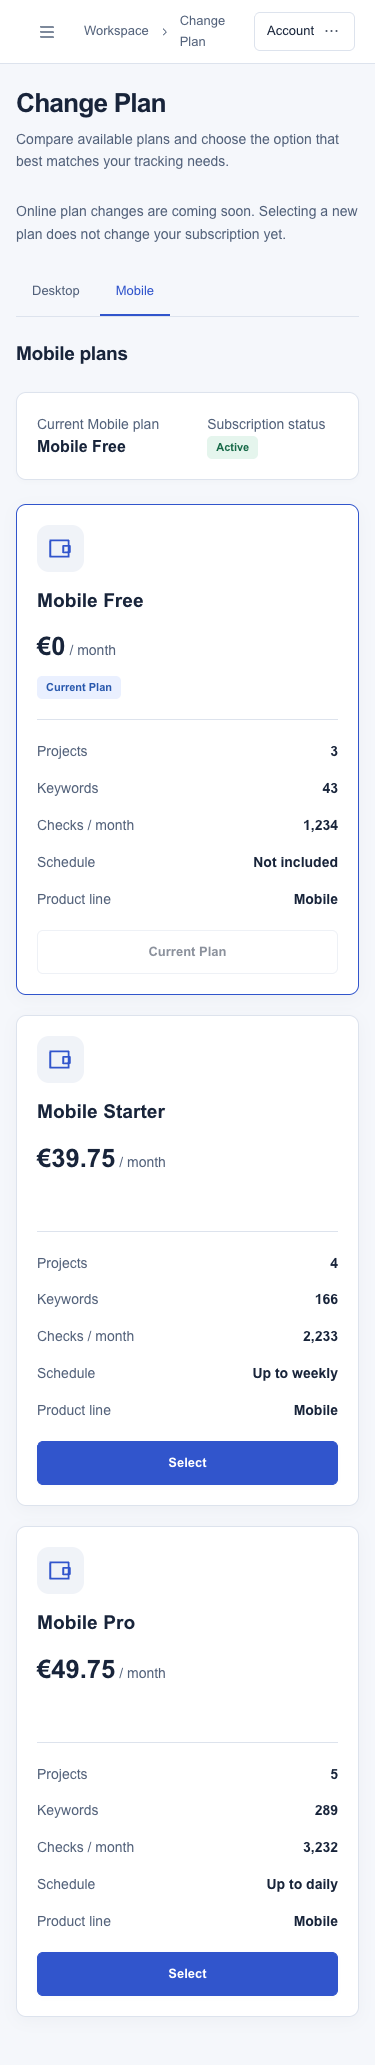 Workspace
Change
Plan
Account ...
Change Plan
Compare available plans and choose the option that
best matches your tracking needs.
Online plan changes are coming soon. Selecting a new
plan does not change your subscription yet.
Desktop
Mobile
Mobile plans
Current Mobile plan
Mobile Free
Subscription status
Active
Mobile Free
€0 / month
Current Plan
Projects 3
Keywords 43
Checks / month 1,234
Schedule Not included
Product line Mobile
Current Plan
Mobile Starter
€39.75 / month
Projects 4
Keywords 166
Checks / month 2,233
Schedule Up to weekly
Product line Mobile
Select
Mobile Pro
€49.75 / month
Projects 5
Keywords 289
Checks / month 3,232
Schedule Up to daily
Product line Mobile
Select